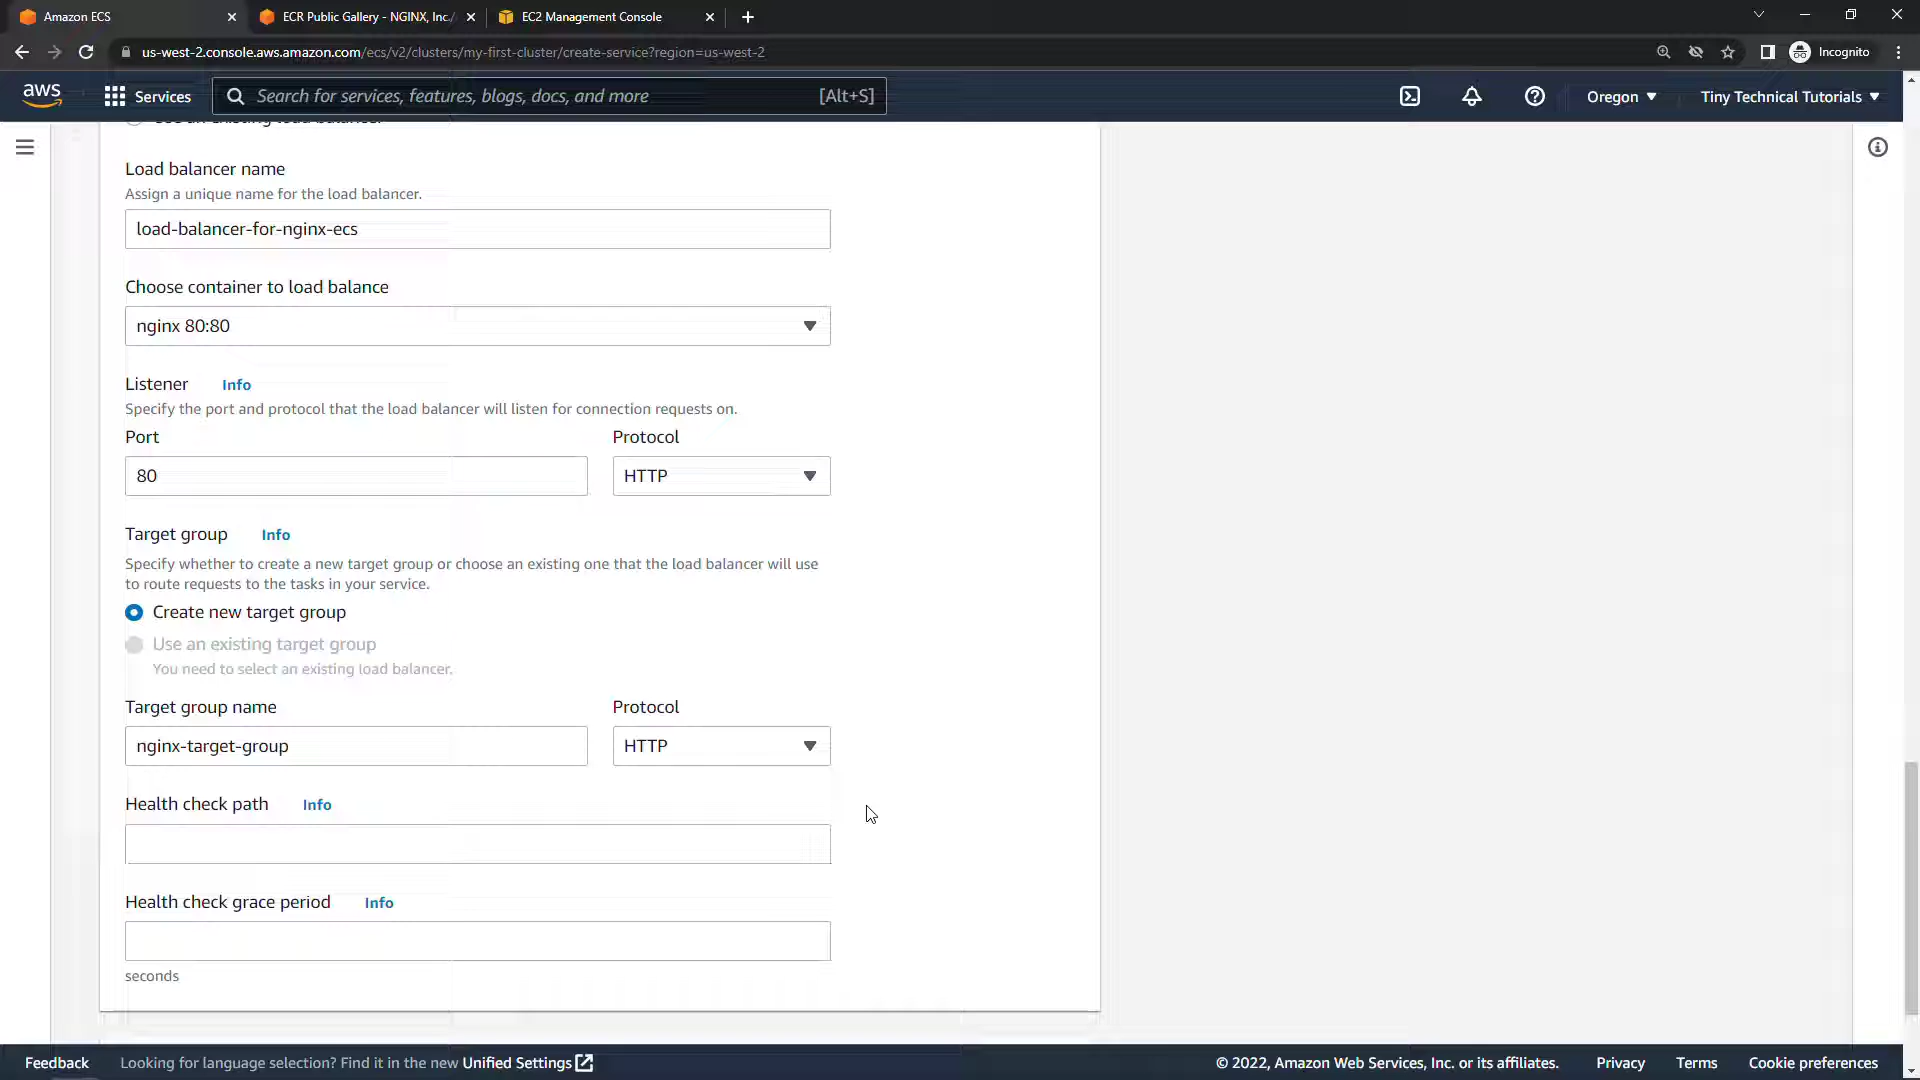 Amazon ECS
ECR Public Gallery - NGINX, Inc./
EC2 Management Console
us-west-2.console.aws.amazon.com/ecs/v2/clusters/my-first-cluster/create-service?region=us-west-2
Incognito
aws
Services
Search for services, features, blogs, docs, and more
[Alt+S]
Oregon
Tiny Technical Tutorials
Use an existing load balancer
Load balancer name
Assign a unique name for the load balancer.
load-balancer-for-nginx-ecs
Choose container to load balance
nginx 80:80
Listener Info
Specify the port and protocol that the load balancer will listen for connection requests on.
Port Protocol
80 HTTP
Target group Info
Specify whether to create a new target group or choose an existing one that the load balancer will use
to route requests to the tasks in your service.
Create new target group
Use an existing target group
You need to select an existing load balancer.
Target group name Protocol
nginx-target-group HTTP
Health check path Info
Health check grace period Info
seconds
Feedback Looking for language selection? Find it in the new Unified Settings © 2022, Amazon Web Services, Inc. or its affiliates. Privacy Terms Cookie preferences